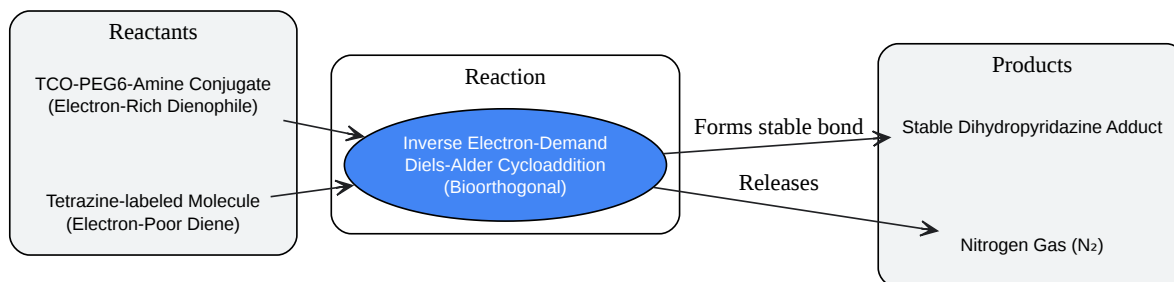 Reactants
TCO-PEG6-Amine Conjugate
(Electron-Rich Dienophile)
Tetrazine-labeled Molecule
(Electron-Poor Diene)
Reaction
Inverse Electron-Demand
Diels-Alder Cycloaddition
(Bioorthogonal)
Forms stable bond
Releases
Products
Stable Dihydropyridazine Adduct
Nitrogen Gas (N₂)